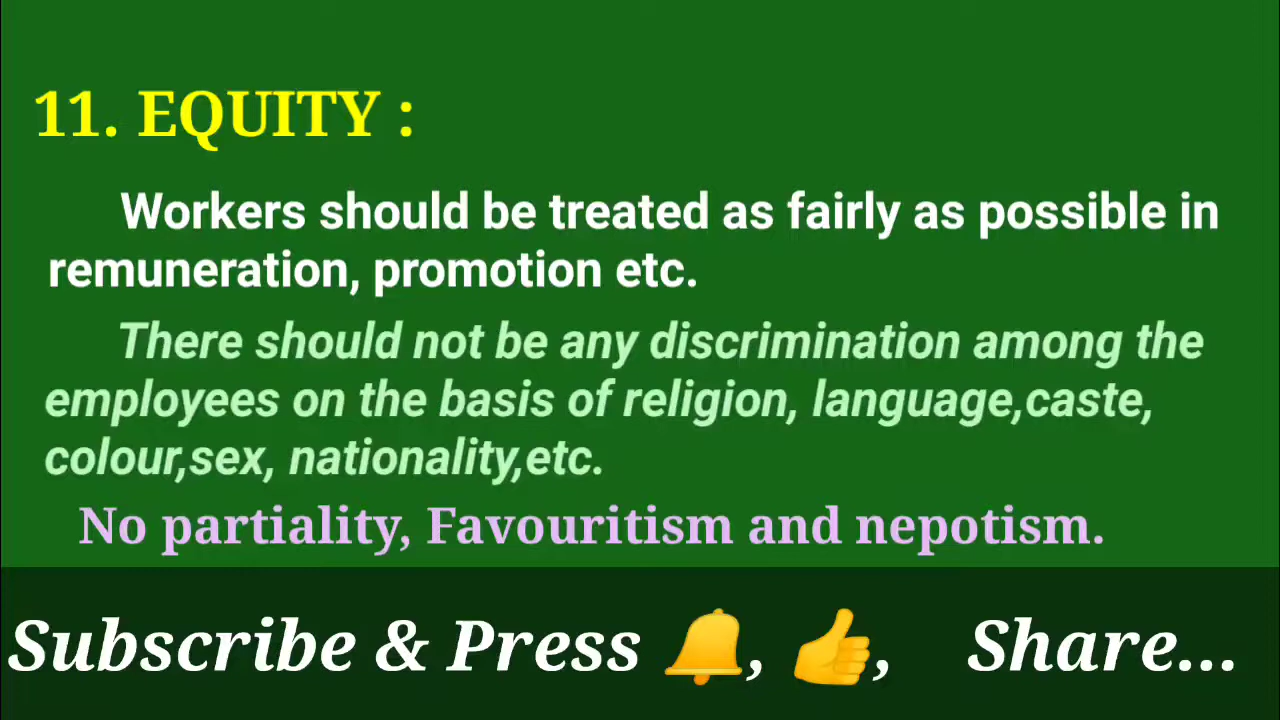 11. EQUITY :
Workers should be treated as fairly as possible in
remuneration, promotion etc.
There should not be any discrimination among the
employees on the basis of religion, language,caste,
colour,sex, nationality,etc.
No partiality, Favouritism and nepotism.
Subscribe & Press 🔔, 👍, Share...